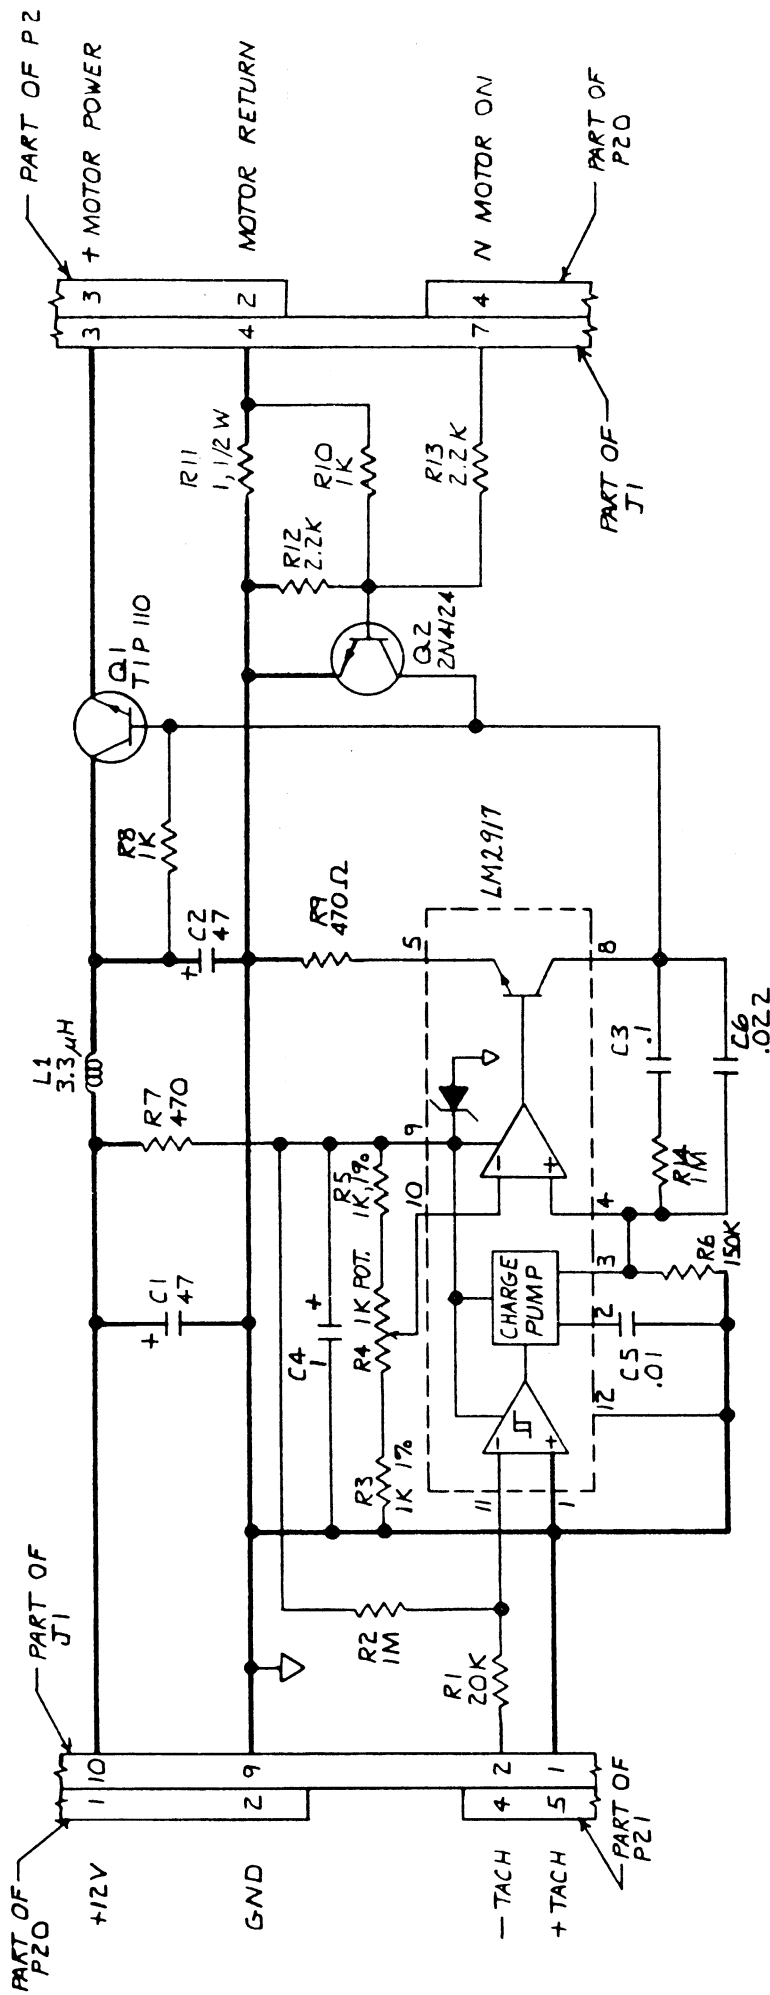 PART OF
P20
+12V
GND
- TACH
+ TACH
PART OF
P21
1
2
4
5
10
9
2
1
PART OF
J1
R1
20K
R2
1M
C1
47
+
C4
1
+
R3
1K 1%
R4 1K POT.
R5
1K, 1%
R7
470
L1
3.3 µH
C2
47
+
R8
1K
R9
470Ω
Q1
TIP 110
11
1
12
2
3
4
10
9
5
8
-
+
CHARGE
PUMP
-
+
LM2917
C5
.01
R6
150K
R14
1M
C3
.1
C6
.022
Q2
2N4124
R12
2.2K
R11
1, 1/2 W
R10
1K
R13
2.2K
3
4
7
3
2
4
PART OF
J1
PART OF P2
+ MOTOR POWER
MOTOR RETURN
N MOTOR ON
PART OF
P20